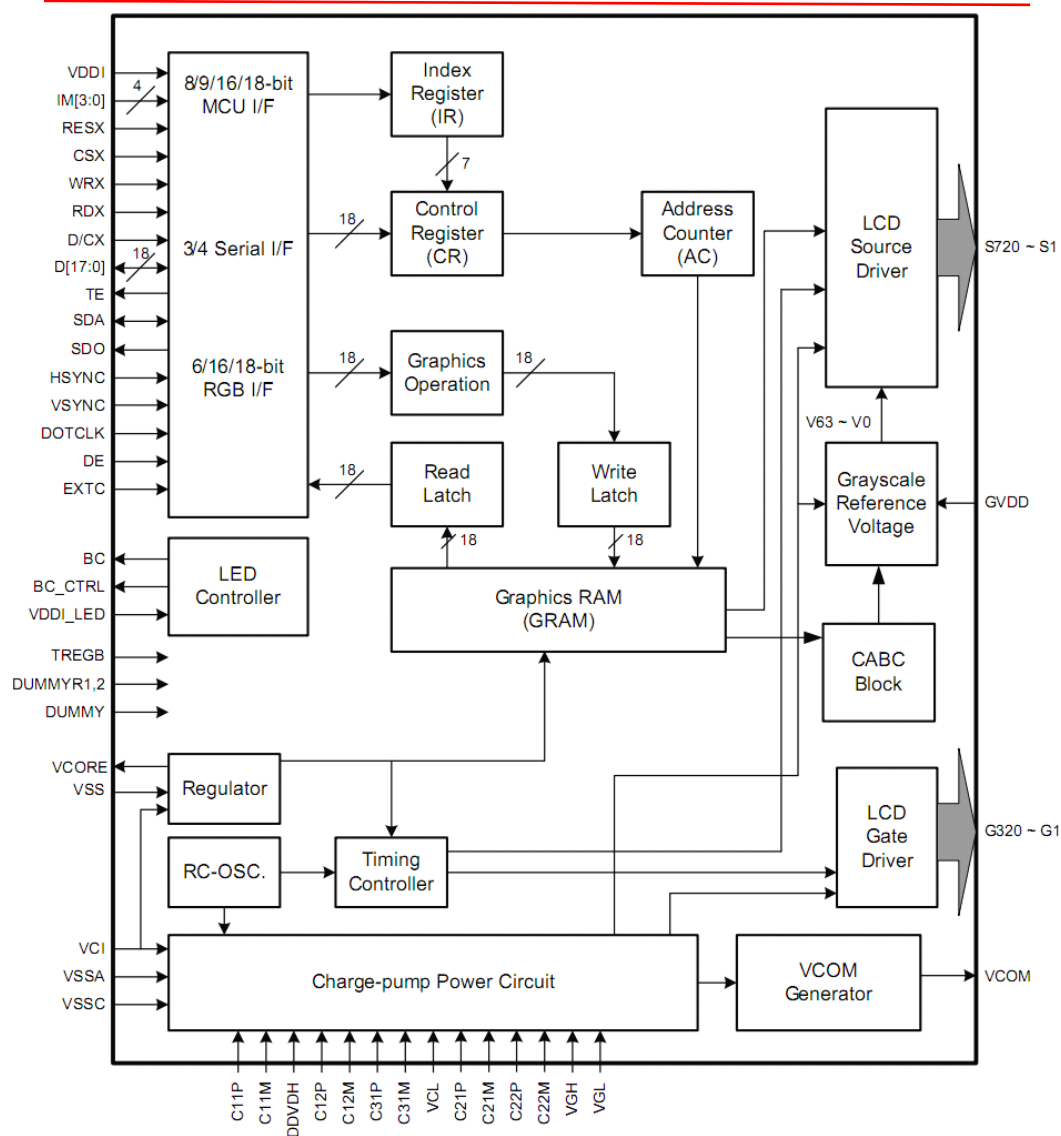 VDDI
IM[3:0]
4
RESX
CSX
WRX
RDX
D/CX
D[17:0]
18
TE
SDA
SDO
HSYNC
VSYNC
DOTCLK
DE
EXTC
8/9/16/18-bit
MCU I/F
3/4 Serial I/F
6/16/18-bit
RGB I/F
Index
Register
(IR)
7
18
Control
Register
(CR)
Address
Counter
(AC)
18
Graphics
Operation
18
18
Read
Latch
Write
Latch
18
18
Graphics RAM
(GRAM)
LCD
Source
Driver
S720 ~ S1
V63 ~ V0
Grayscale
Reference
Voltage
GVDD
CABC
Block
BC
BC_CTRL
VDDI_LED
LED
Controller
TREGB
DUMMYR1,2
DUMMY
VCORE
VSS
Regulator
RC-OSC.
Timing
Controller
LCD
Gate
Driver
G320 ~ G1
VCI
VSSA
VSSC
Charge-pump Power Circuit
VCOM
Generator
VCOM
C11P
C11M
DDVDH
C12P
C12M
C31P
C31M
VCL
C21P
C21M
C22P
C22M
VGH
VGL